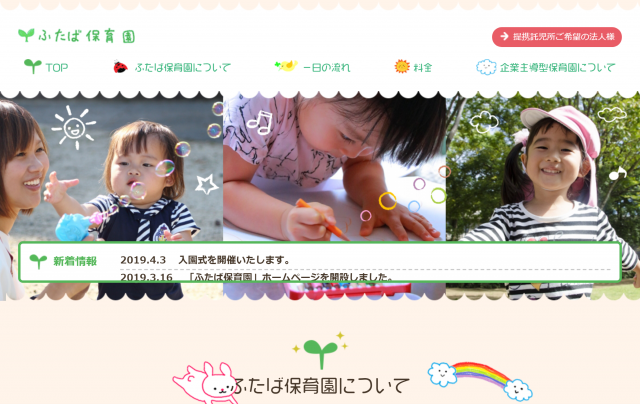 ふたば保育園
提携託児所ご希望の法人様
TOP
ふたば保育園について
一日の流れ
料金
企業主導型保育園について
新着情報
2019.4.3 入園式を開催いたします。
2019.3.16 「ふたば保育園」ホームページを開設しました。
ふたば保育園について